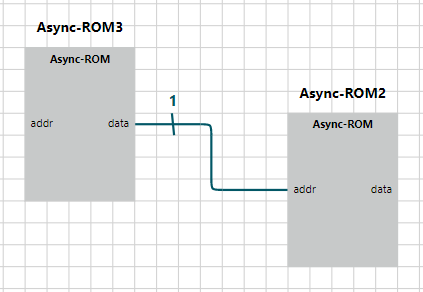 Async-ROM3
Async-ROM
addr data
1
Async-ROM2
Async-ROM
addr data